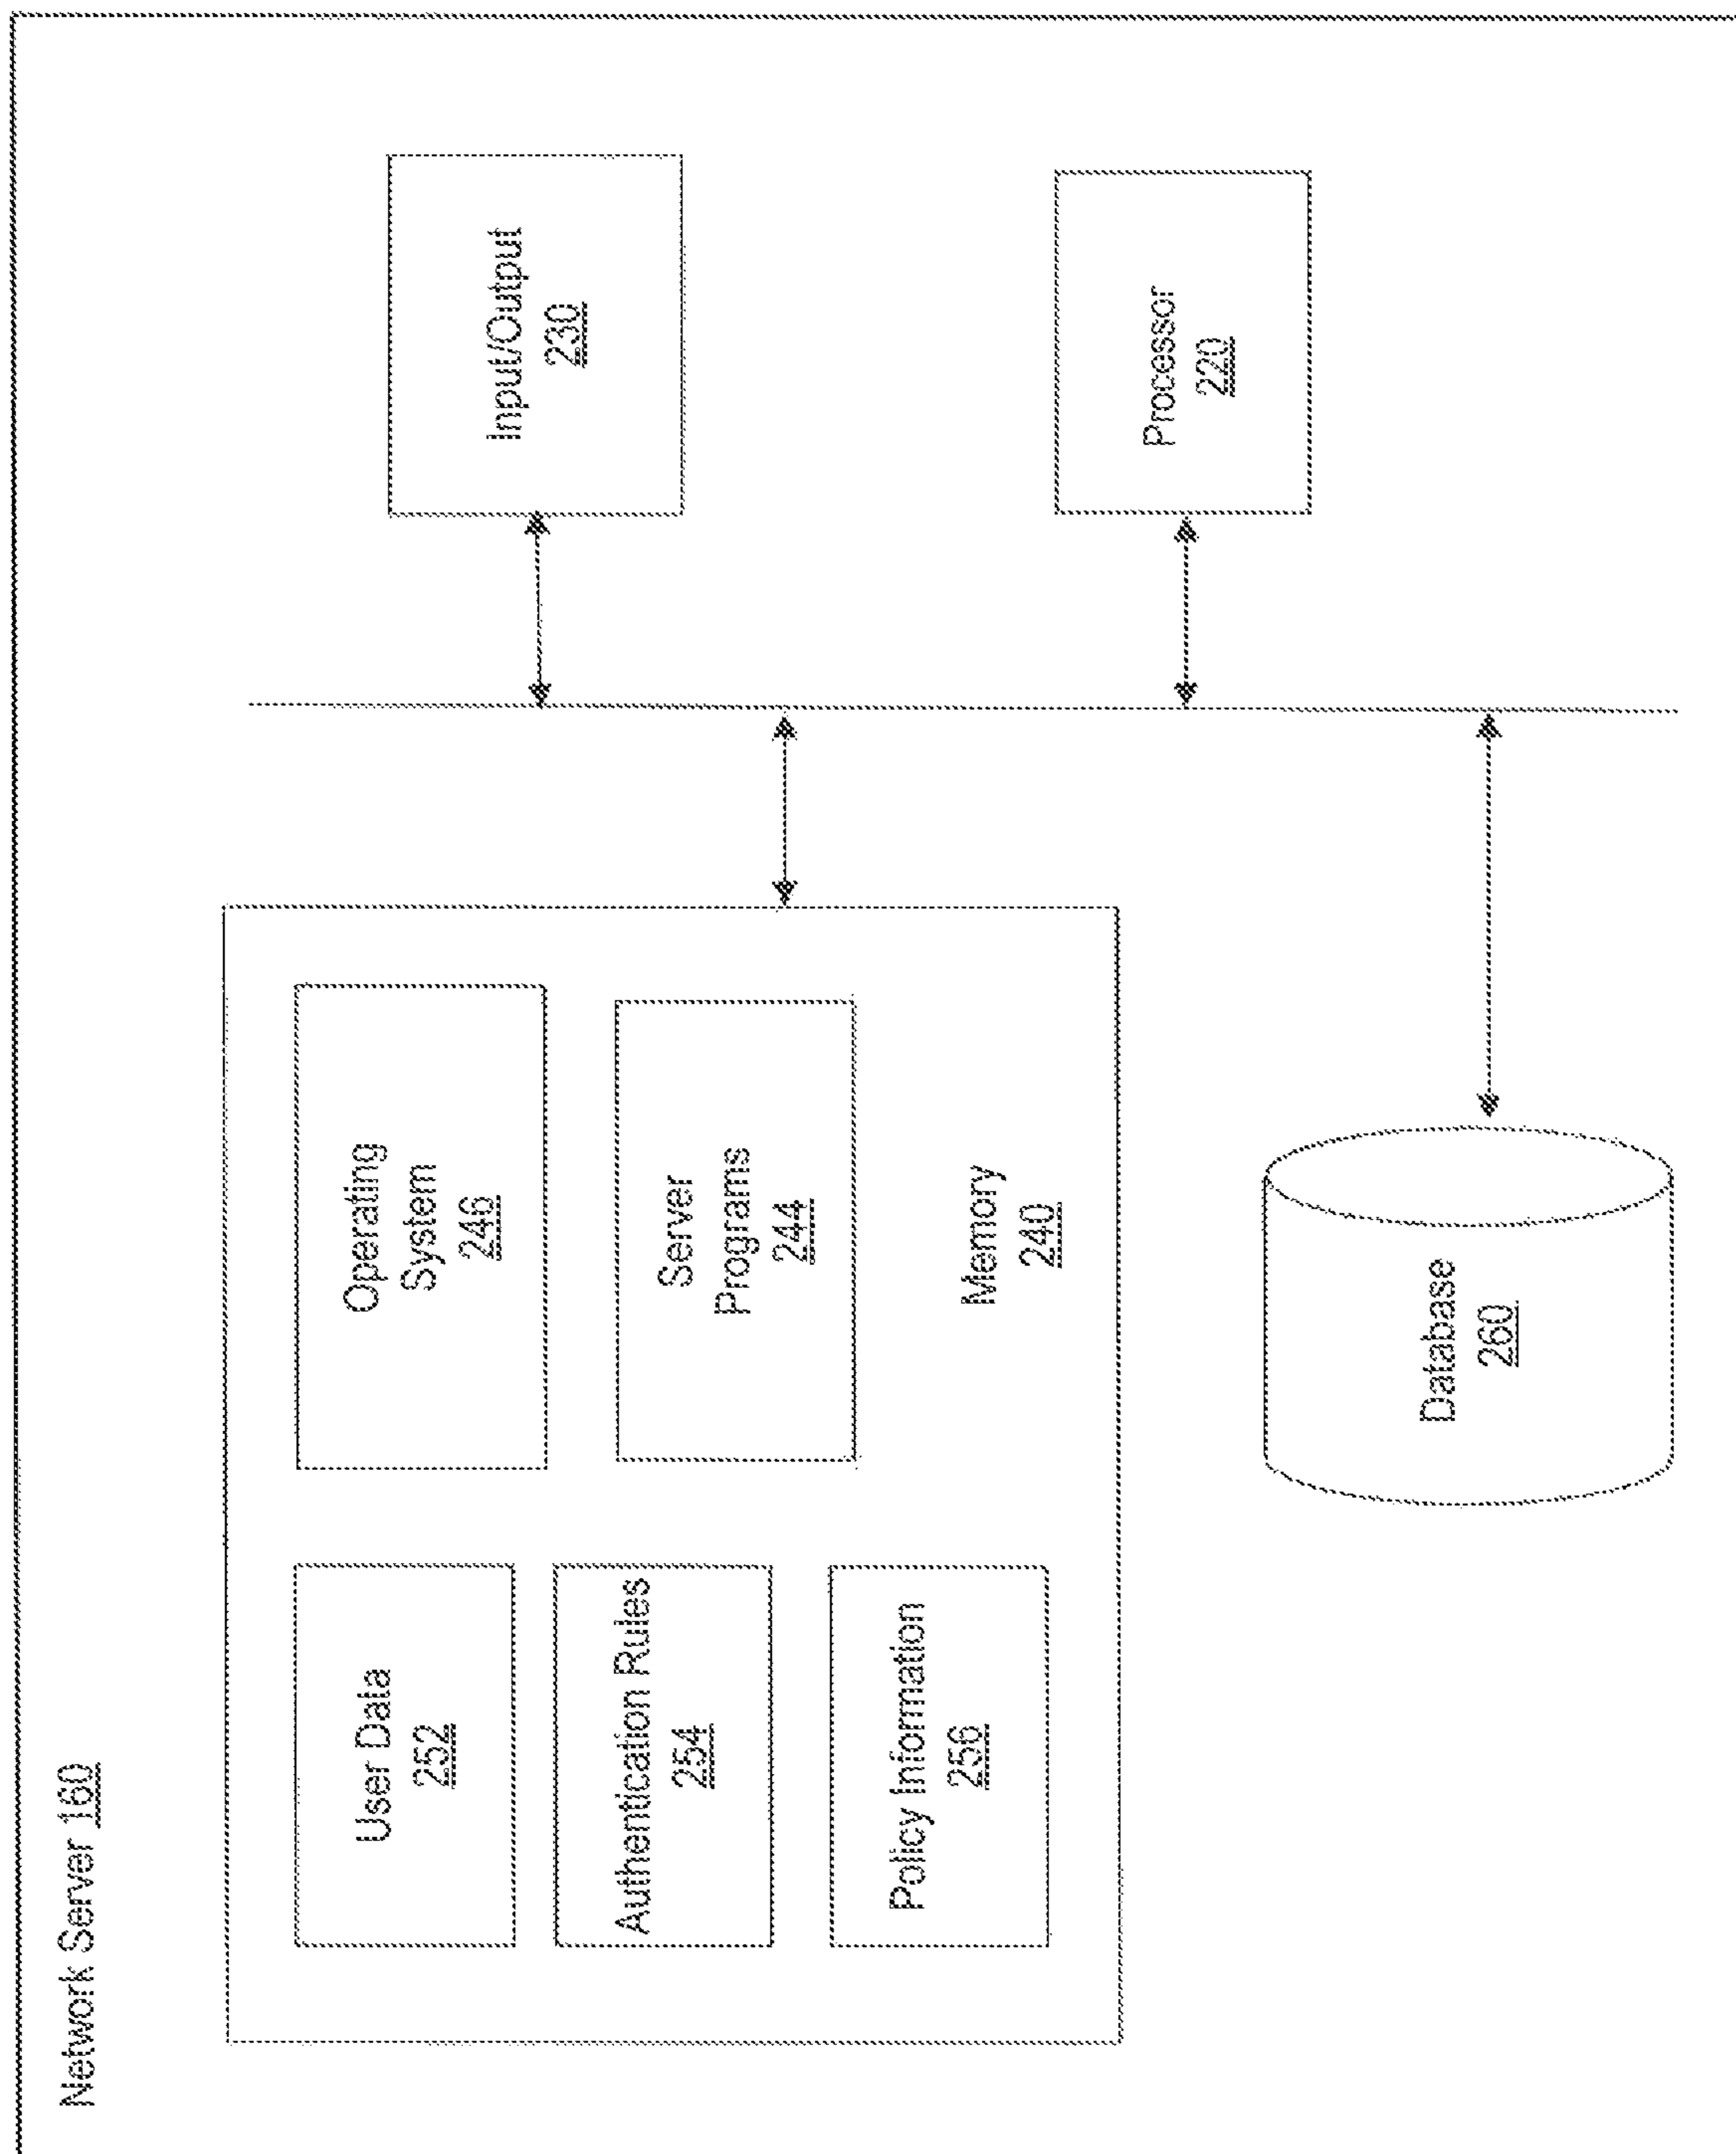 Network Server 160
User Data
252
Operating
System
246
Input/Output
230
Authentication Rules
254
Server
Programs
244
Policy Information
256
Memory
240
Processor
220
Database
260